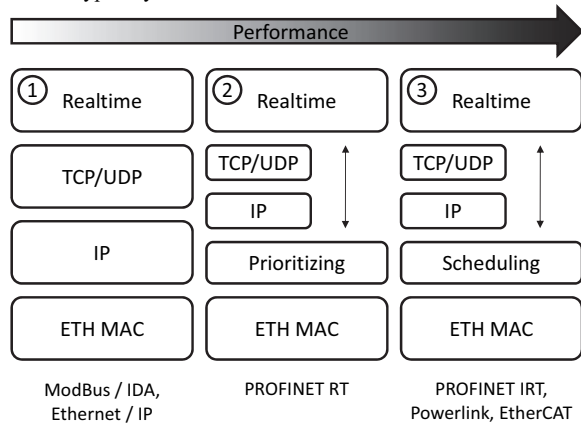 Performance
1 Realtime
TCP/UDP
IP
ETH MAC
ModBus / IDA,
Ethernet / IP
2 Realtime
TCP/UDP
IP
Prioritizing
ETH MAC
PROFINET RT
3 Realtime
TCP/UDP
IP
Scheduling
ETH MAC
PROFINET IRT,
Powerlink, EtherCAT